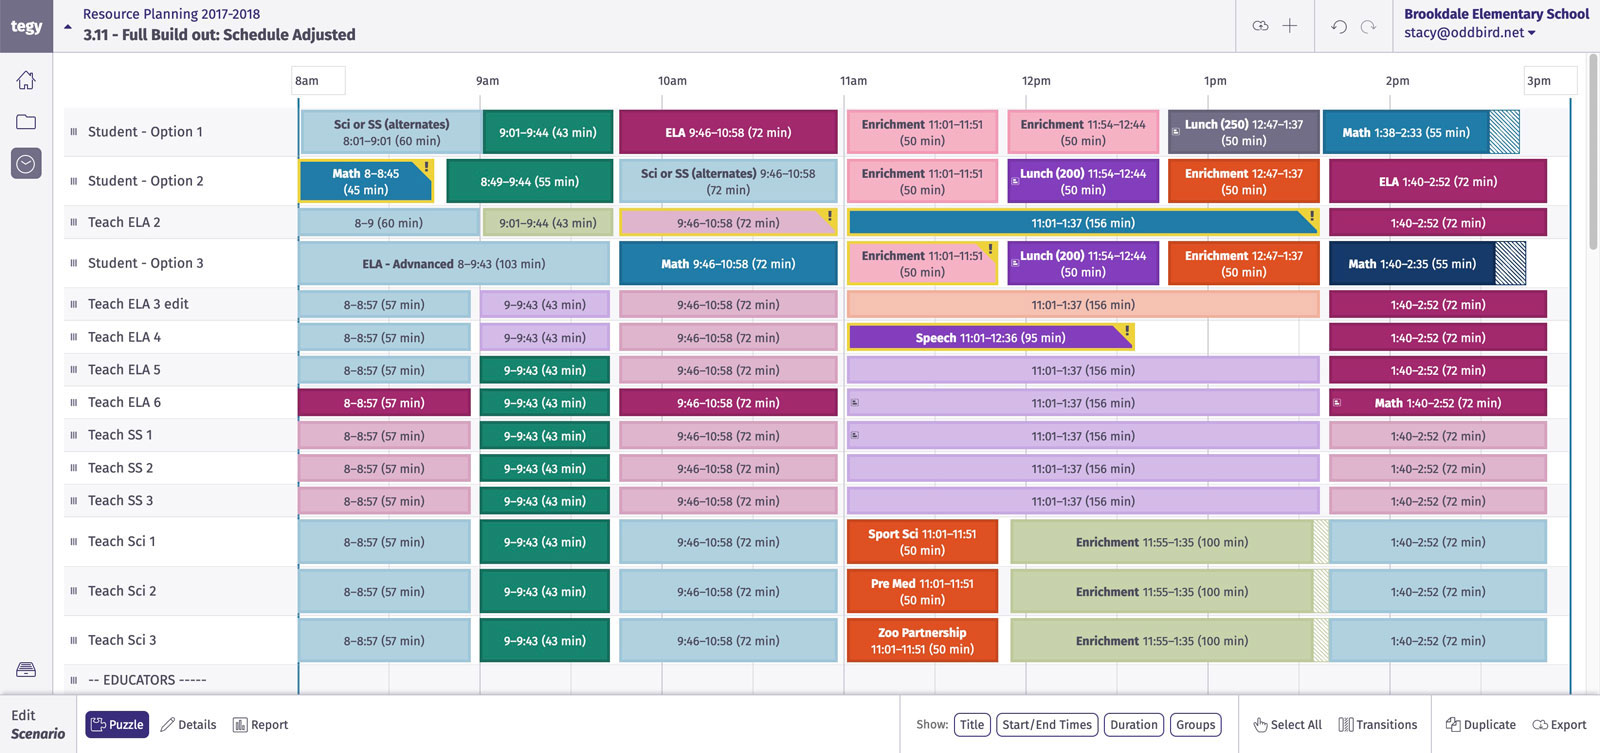 tegy
Resource Planning 2017-2018
3.11 - Full Build out: Schedule Adjusted
Brookdale Elementary School
stacy@oddbird.net
8am
9am
10am
11am
12pm
1pm
2pm
3pm
Student - Option 1
Sci or SS (alternates)
8:01–9:01 (60 min)
9:01–9:44 (43 min)
ELA 9:46–10:58 (72 min)
Enrichment 11:01–11:51
(50 min)
Enrichment 11:54–12:44
(50 min)
Lunch (250) 12:47–1:37
(50 min)
Math 1:38–2:33 (55 min)
Student - Option 2
Math 8–8:45
(45 min)
!
8:49–9:44 (55 min)
Sci or SS (alternates) 9:46–10:58
(72 min)
Enrichment 11:01–11:51
(50 min)
Lunch (200) 11:54–12:44
(50 min)
Enrichment 12:47–1:37
(50 min)
ELA 1:40–2:52 (72 min)
Teach ELA 2
8–9 (60 min)
9:01–9:44 (43 min)
9:46–10:58 (72 min)
!
11:01–1:37 (156 min)
!
1:40–2:52 (72 min)
Student - Option 3
ELA - Advnanced 8–9:43 (103 min)
Math 9:46–10:58 (72 min)
Enrichment 11:01–11:51
(50 min)
!
Lunch (200) 11:54–12:44
(50 min)
Enrichment 12:47–1:37
(50 min)
Math 1:40–2:35 (55 min)
Teach ELA 3 edit
8–8:57 (57 min)
9–9:43 (43 min)
9:46–10:58 (72 min)
11:01–1:37 (156 min)
1:40–2:52 (72 min)
Teach ELA 4
8–8:57 (57 min)
9–9:43 (43 min)
9:46–10:58 (72 min)
Speech 11:01–12:36 (95 min)
!
1:40–2:52 (72 min)
Teach ELA 5
8–8:57 (57 min)
9–9:43 (43 min)
9:46–10:58 (72 min)
11:01–1:37 (156 min)
1:40–2:52 (72 min)
Teach ELA 6
8–8:57 (57 min)
9–9:43 (43 min)
9:46–10:58 (72 min)
11:01–1:37 (156 min)
Math 1:40–2:52 (72 min)
Teach SS 1
8–8:57 (57 min)
9–9:43 (43 min)
9:46–10:58 (72 min)
11:01–1:37 (156 min)
1:40–2:52 (72 min)
Teach SS 2
8–8:57 (57 min)
9–9:43 (43 min)
9:46–10:58 (72 min)
11:01–1:37 (156 min)
1:40–2:52 (72 min)
Teach SS 3
8–8:57 (57 min)
9–9:43 (43 min)
9:46–10:58 (72 min)
11:01–1:37 (156 min)
1:40–2:52 (72 min)
Teach Sci 1
8–8:57 (57 min)
9–9:43 (43 min)
9:46–10:58 (72 min)
Sport Sci 11:01–11:51
(50 min)
Enrichment 11:55–1:35 (100 min)
1:40–2:52 (72 min)
Teach Sci 2
8–8:57 (57 min)
9–9:43 (43 min)
9:46–10:58 (72 min)
Pre Med 11:01–11:51
(50 min)
Enrichment 11:55–1:35 (100 min)
1:40–2:52 (72 min)
Teach Sci 3
8–8:57 (57 min)
9–9:43 (43 min)
9:46–10:58 (72 min)
Zoo Partnership
11:01–11:51 (50 min)
Enrichment 11:55–1:35 (100 min)
1:40–2:52 (72 min)
-- EDUCATORS -----
Edit
Scenario
Puzzle
Details
Report
Show:
Title
Start/End Times
Duration
Groups
Select All
Transitions
Duplicate
Export